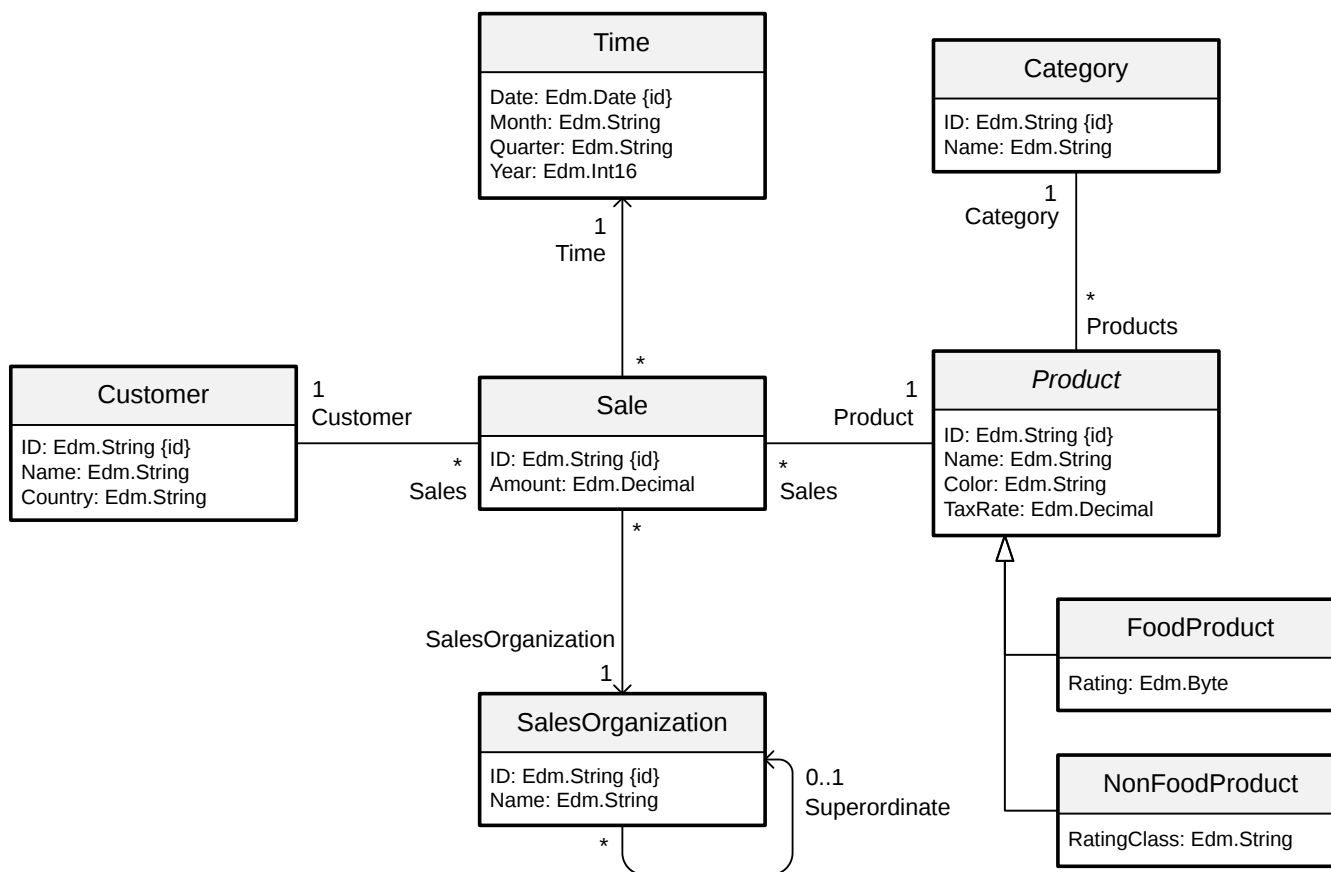 Time
Date: Edm.Date {id}
Month: Edm.String
Quarter: Edm.String
Year: Edm.Int16
Category
ID: Edm.String {id}
Name: Edm.String
1
Time
1
Category
*
Products
*
Customer
ID: Edm.String {id}
Name: Edm.String
Country: Edm.String
1
Customer
*
Sales
Sale
ID: Edm.String {id}
Amount: Edm.Decimal
1
Product
*
Sales
Product
ID: Edm.String {id}
Name: Edm.String
Color: Edm.String
TaxRate: Edm.Decimal
*
SalesOrganization
1
SalesOrganization
ID: Edm.String {id}
Name: Edm.String
*
0..1
Superordinate
FoodProduct
Rating: Edm.Byte
NonFoodProduct
RatingClass: Edm.String